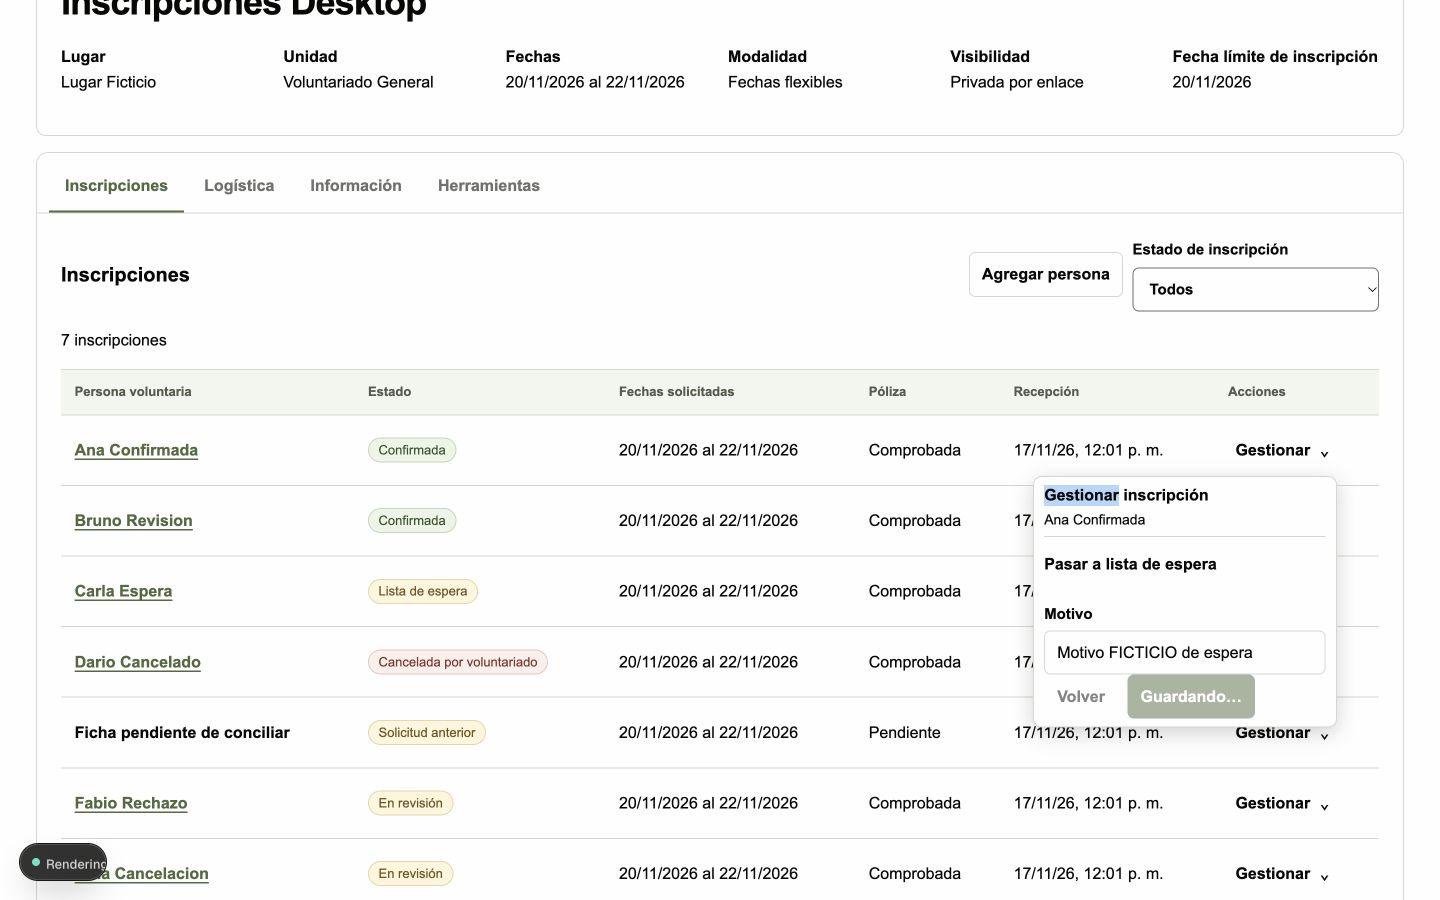 Inscripciones Desktop
Lugar
Lugar Ficticio
Unidad
Voluntariado General
Fechas
20/11/2026 al 22/11/2026
Modalidad
Fechas flexibles
Visibilidad
Privada por enlace
Fecha límite de inscripción
20/11/2026
Inscripciones Logística Información Herramientas
Inscripciones
Agregar persona
Estado de inscripción
Todos
7 inscripciones
Persona voluntaria Estado Fechas solicitadas Póliza Recepción Acciones
Ana Confirmada Confirmada 20/11/2026 al 22/11/2026 Comprobada 17/11/26, 12:01 p. m. Gestionar
Bruno Revision Confirmada 20/11/2026 al 22/11/2026 Comprobada 17/
Carla Espera Lista de espera 20/11/2026 al 22/11/2026 Comprobada 17/
Dario Cancelado Cancelada por voluntariado 20/11/2026 al 22/11/2026 Comprobada 17/
Ficha pendiente de conciliar Solicitud anterior 20/11/2026 al 22/11/2026 Pendiente 17/11/26, 12:01 p. m. Gestionar
Fabio Rechazo En revisión 20/11/2026 al 22/11/2026 Comprobada 17/11/26, 12:01 p. m. Gestionar
Cancelacion En revisión 20/11/2026 al 22/11/2026 Comprobada 17/11/26, 12:01 p. m. Gestionar
Gestionar inscripción
Ana Confirmada
Pasar a lista de espera
Motivo
Motivo FICTICIO de espera
Volver Guardando…
Rendering